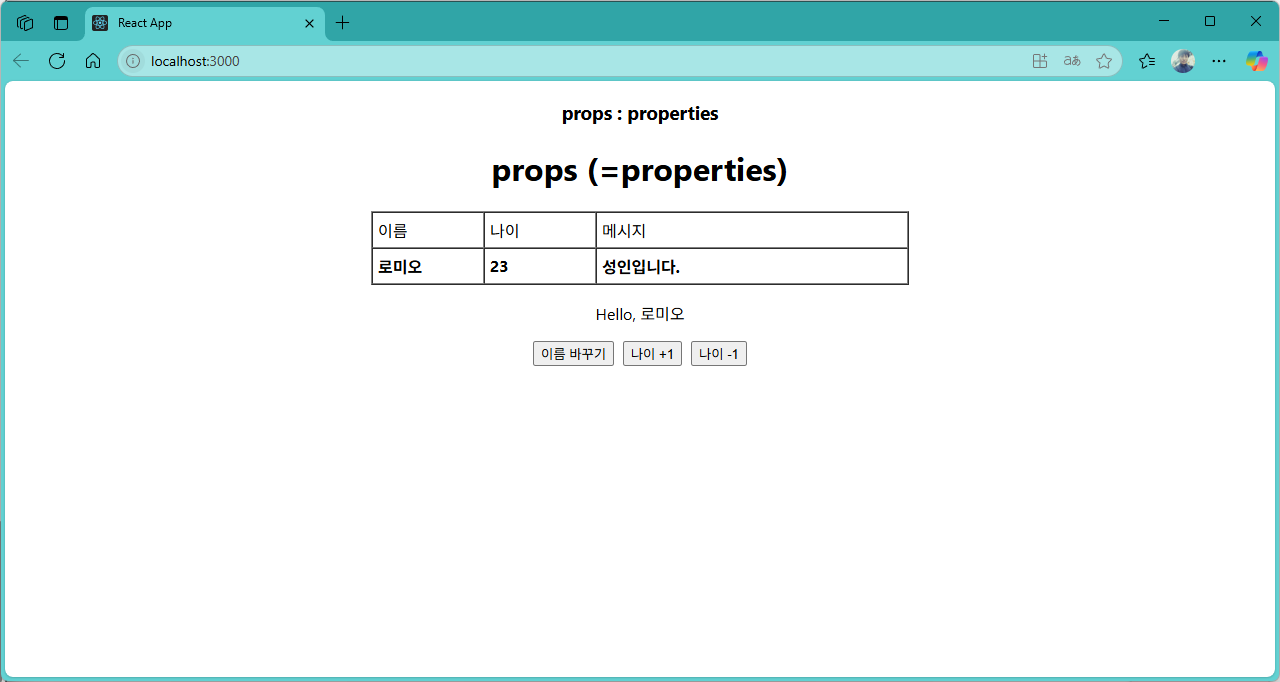 React App
localhost:3000
aあ
props : properties
props (=properties)
이름 나이 메시지
로미오 23 성인입니다.
Hello, 로미오
이름 바꾸기 나이 +1 나이 -1